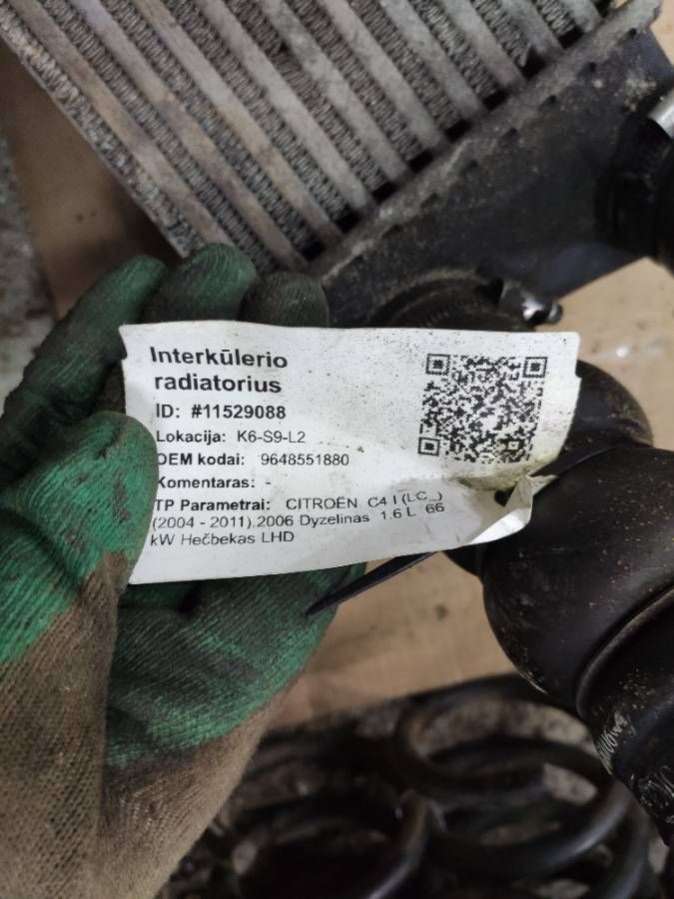 Interkūlerio
radiatorius
ID: #11529088
Lokacija: K6-S9-L2
OEM kodai: 9648551880
Komentaras: -
TP Parametrai: CITROËN C4 I (LC_)
(2004 - 2011).2006 Dyzelinas 1.6 L 66
kW Hečbekas LHD